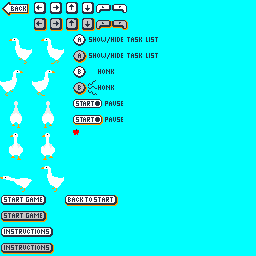 BACK
A SHOW/HIDE TASK LIST
A SHOW/HIDE TASK LIST
B HONK
B HONK
START PAUSE
START PAUSE
START GAME BACK TO START
START GAME
INSTRUCTIONS
INSTRUCTIONS